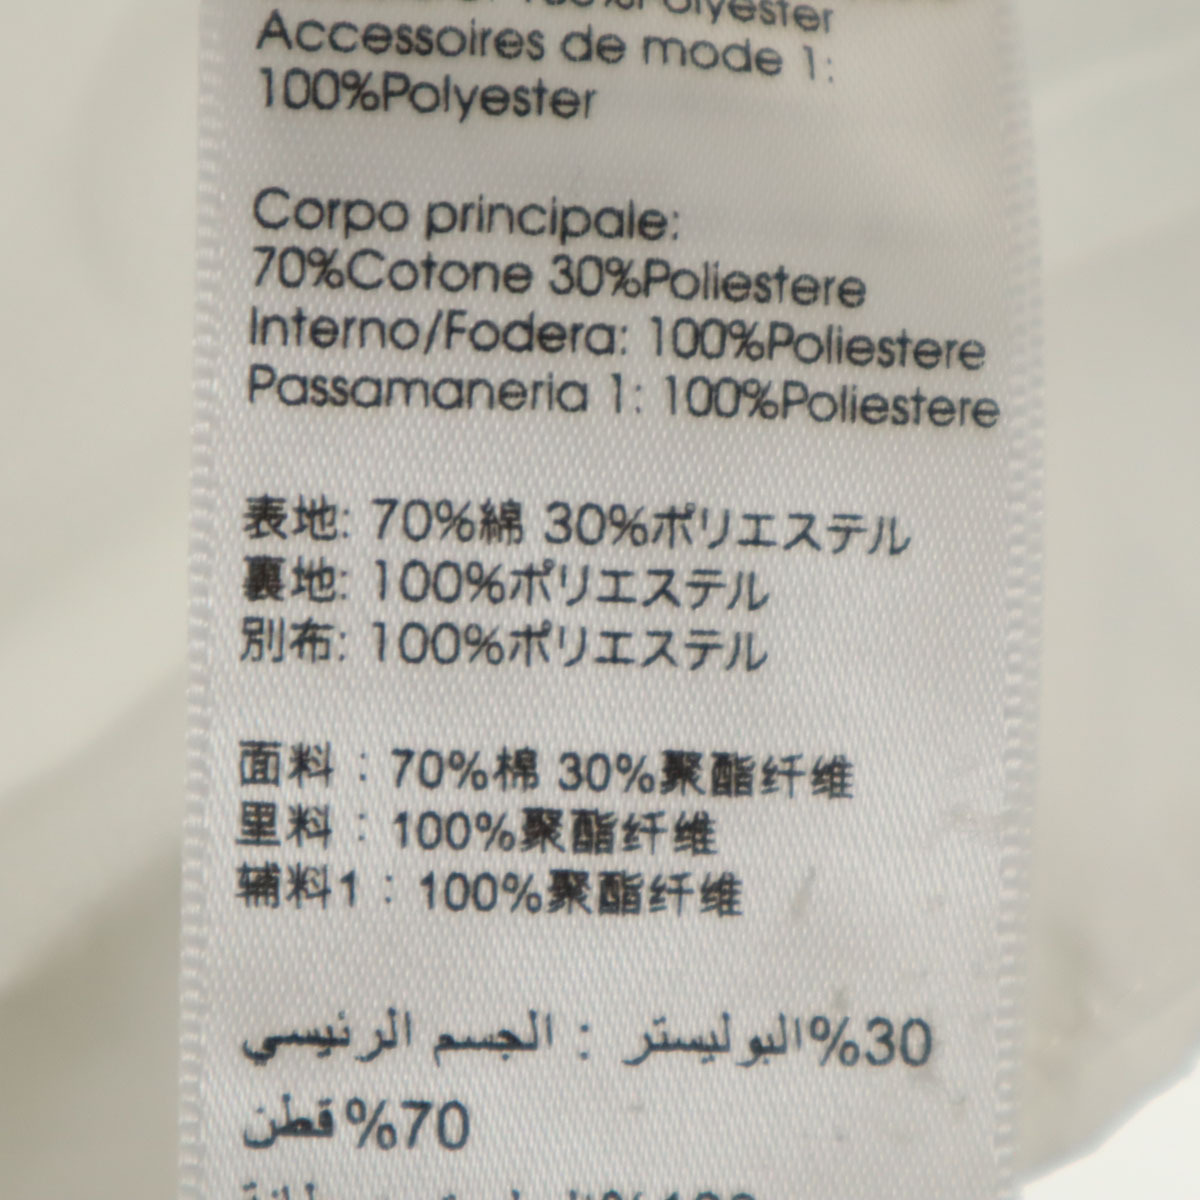 Polyester
Accessoires de mode 1:
100%Polyester
Corpo principale:
70%Cotone 30%Poliestere
Interno/Fodera: 100%Poliestere
Passamaneria 1: 100%Poliestere
表地: 70%綿 30%ポリエステル
裏地: 100%ポリエステル
別布: 100%ポリエステル
面料：70%棉 30%聚酯纤维
里料：100%聚酯纤维
辅料1：100%聚酯纤维
30%البوليستر : الجسم الرئيسي
70%قطن